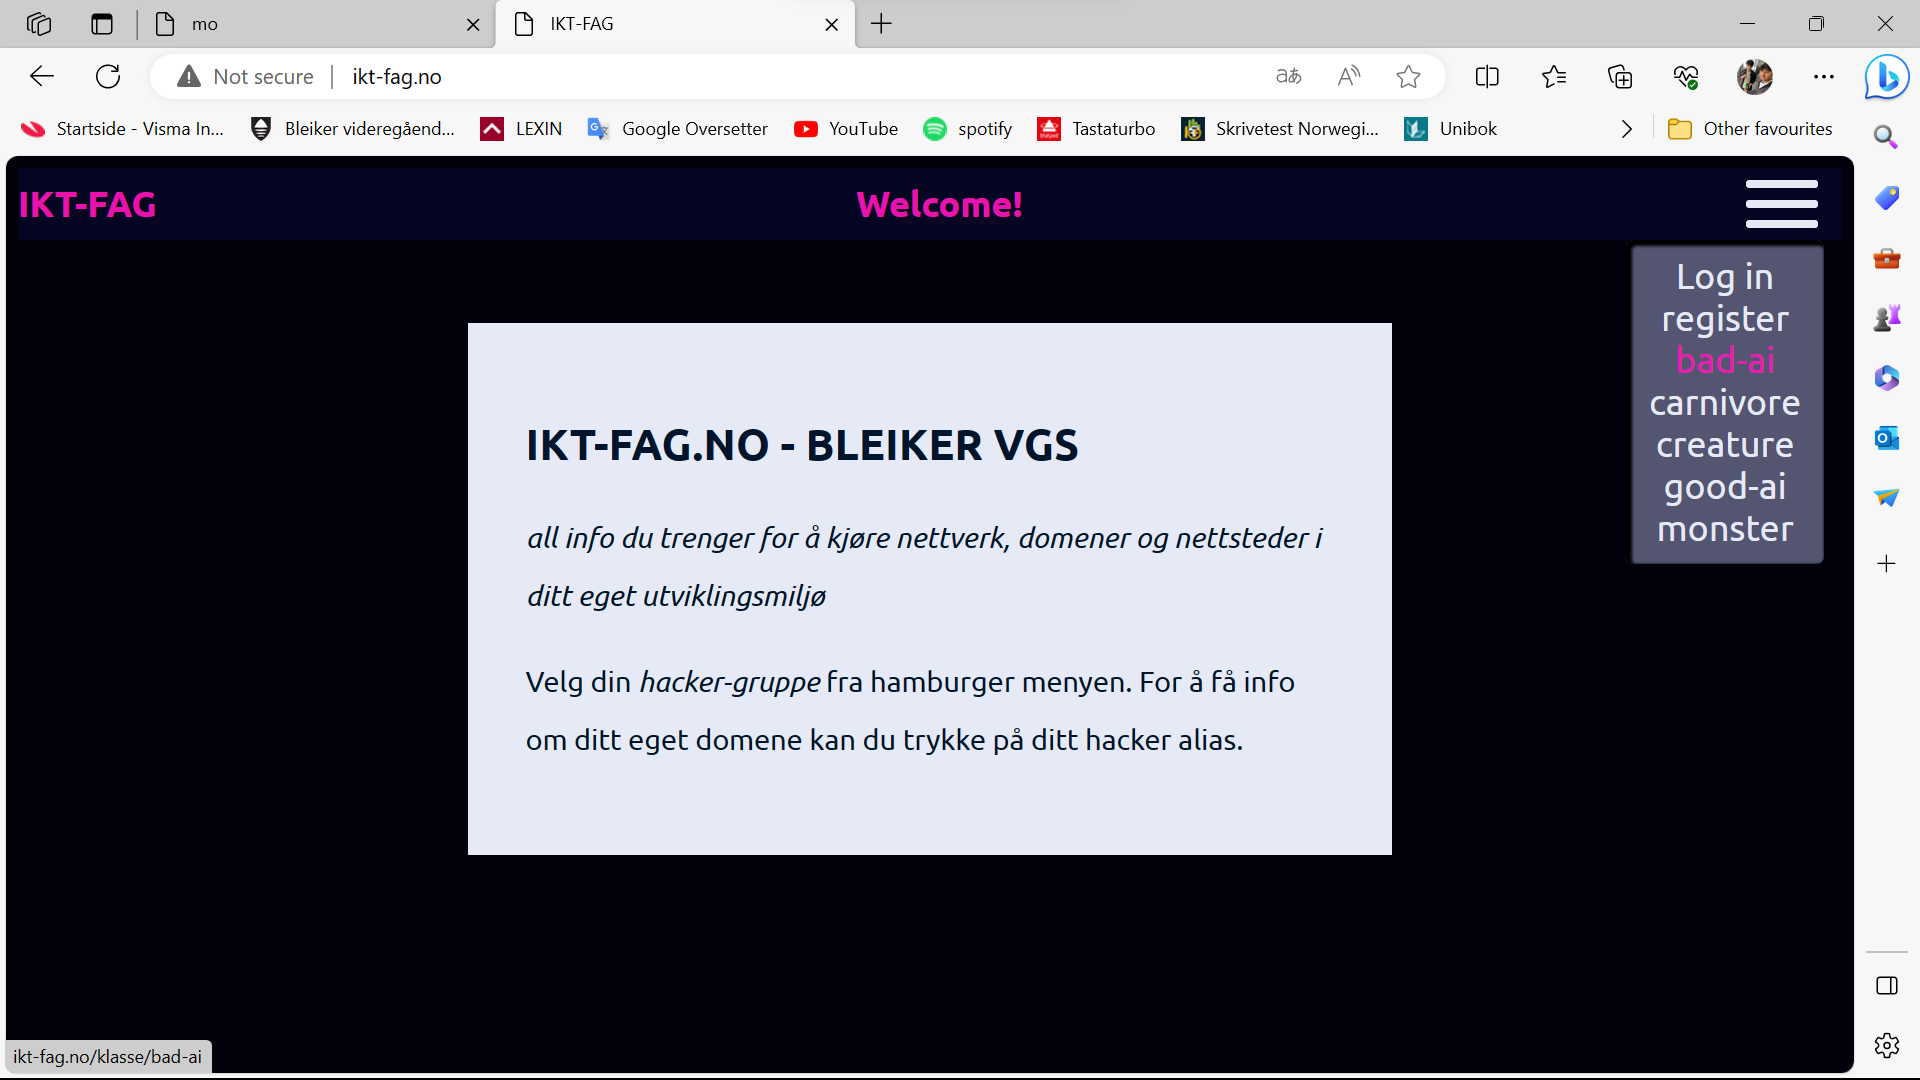 mo
IKT-FAG
Not secure
ikt-fag.no
Startside - Visma In...
Bleiker videregåend...
LEXIN
Google Oversetter
YouTube
spotify
Tastaturbo
Skrivetest Norwegi...
Unibok
Other favourites
IKT-FAG
Welcome!
Log in
register
bad-ai
carnivore
creature
good-ai
monster
IKT-FAG.NO - BLEIKER VGS
all info du trenger for å kjøre nettverk, domener og nettsteder i
ditt eget utviklingsmiljø
Velg din hacker-gruppe fra hamburger menyen. For å få info
om ditt eget domene kan du trykke på ditt hacker alias.
ikt-fag.no/klasse/bad-ai